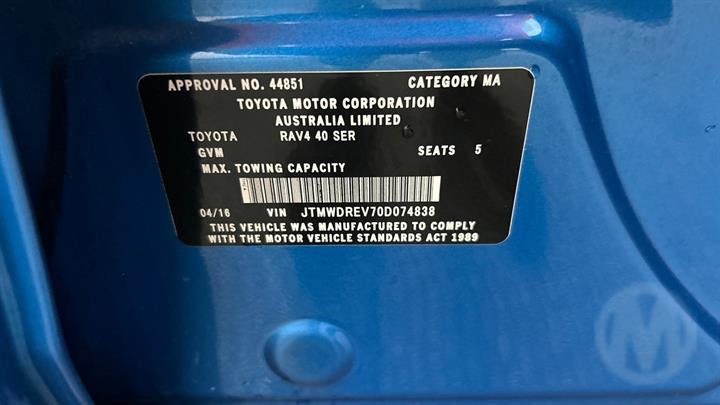 APPROVAL NO. 44851 CATEGORY MA
TOYOTA MOTOR CORPORATION
AUSTRALIA LIMITED
TOYOTA RAV4 40 SER
GVM SEATS 5
MAX. TOWING CAPACITY
04/16 VIN JTMWDREV70D074838
THIS VEHICLE WAS MANUFACTURED TO COMPLY
WITH THE MOTOR VEHICLE STANDARDS ACT 1989
M